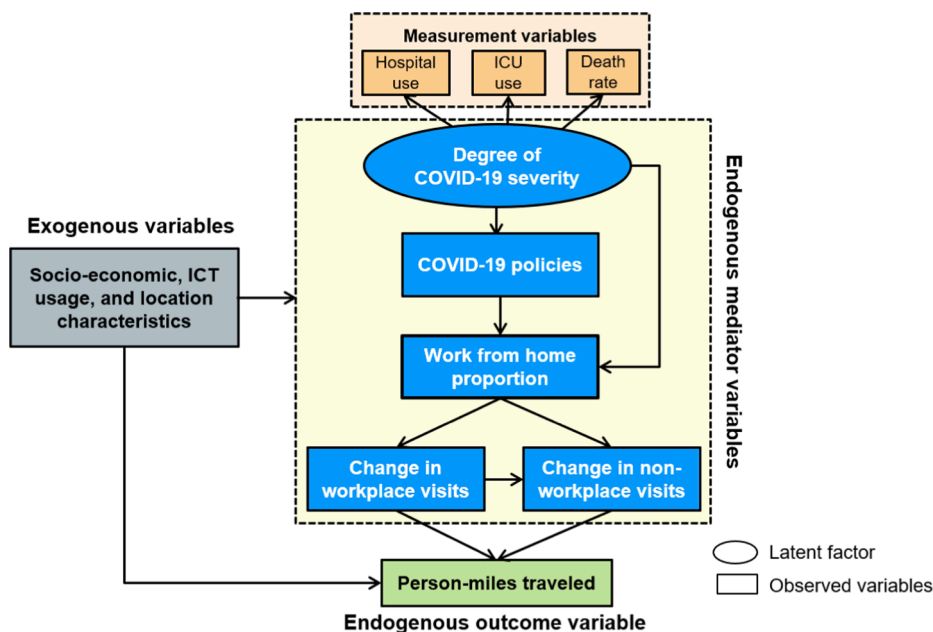 Measurement variables
Hospital
use
ICU
use
Death
rate
Degree of
COVID-19 severity
Exogenous variables
Socio-economic, ICT
usage, and location
characteristics
COVID-19 policies
Work from home
proportion
Change in
workplace visits
Change in non-
workplace visits
Endogenous mediator variables
Person-miles traveled
Endogenous outcome variable
Latent factor
Observed variables